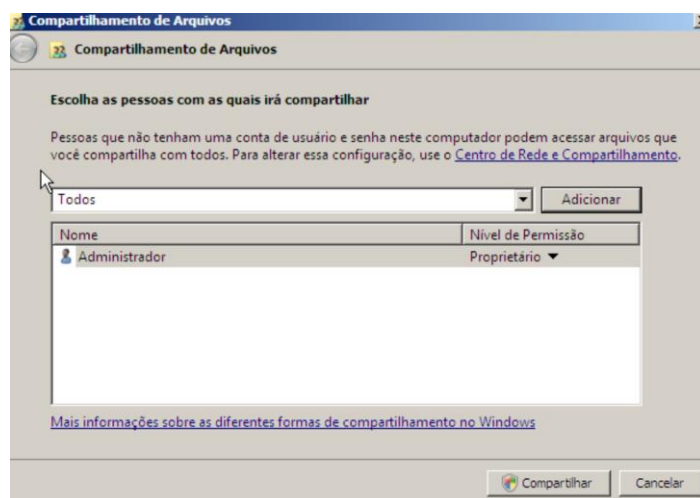 Compartilhamento de Arquivos
Compartilhamento de Arquivos
Escolha as pessoas com as quais irá compartilhar
Pessoas que não tenham uma conta de usuário e senha neste computador podem acessar arquivos que
você compartilha com todos. Para alterar essa configuração, use o Centro de Rede e Compartilhamento.
Todos
Adicionar
Nome
Nível de Permissão
Administrador
Proprietário
Mais informações sobre as diferentes formas de compartilhamento no Windows
Compartilhar
Cancelar